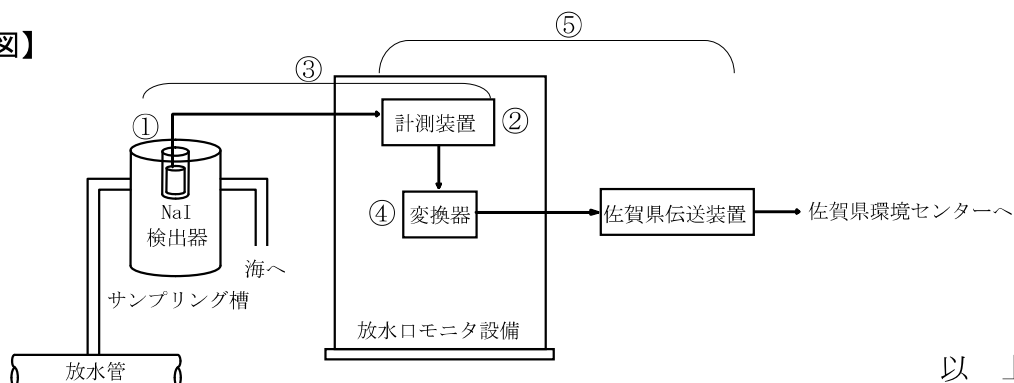 図】
⑤
③
①
計測装置
②
NaI
検出器
④
変換器
佐賀県伝送装置
佐賀県環境センターへ
海へ
サンプリング槽
放水口モニタ設備
放水管
以